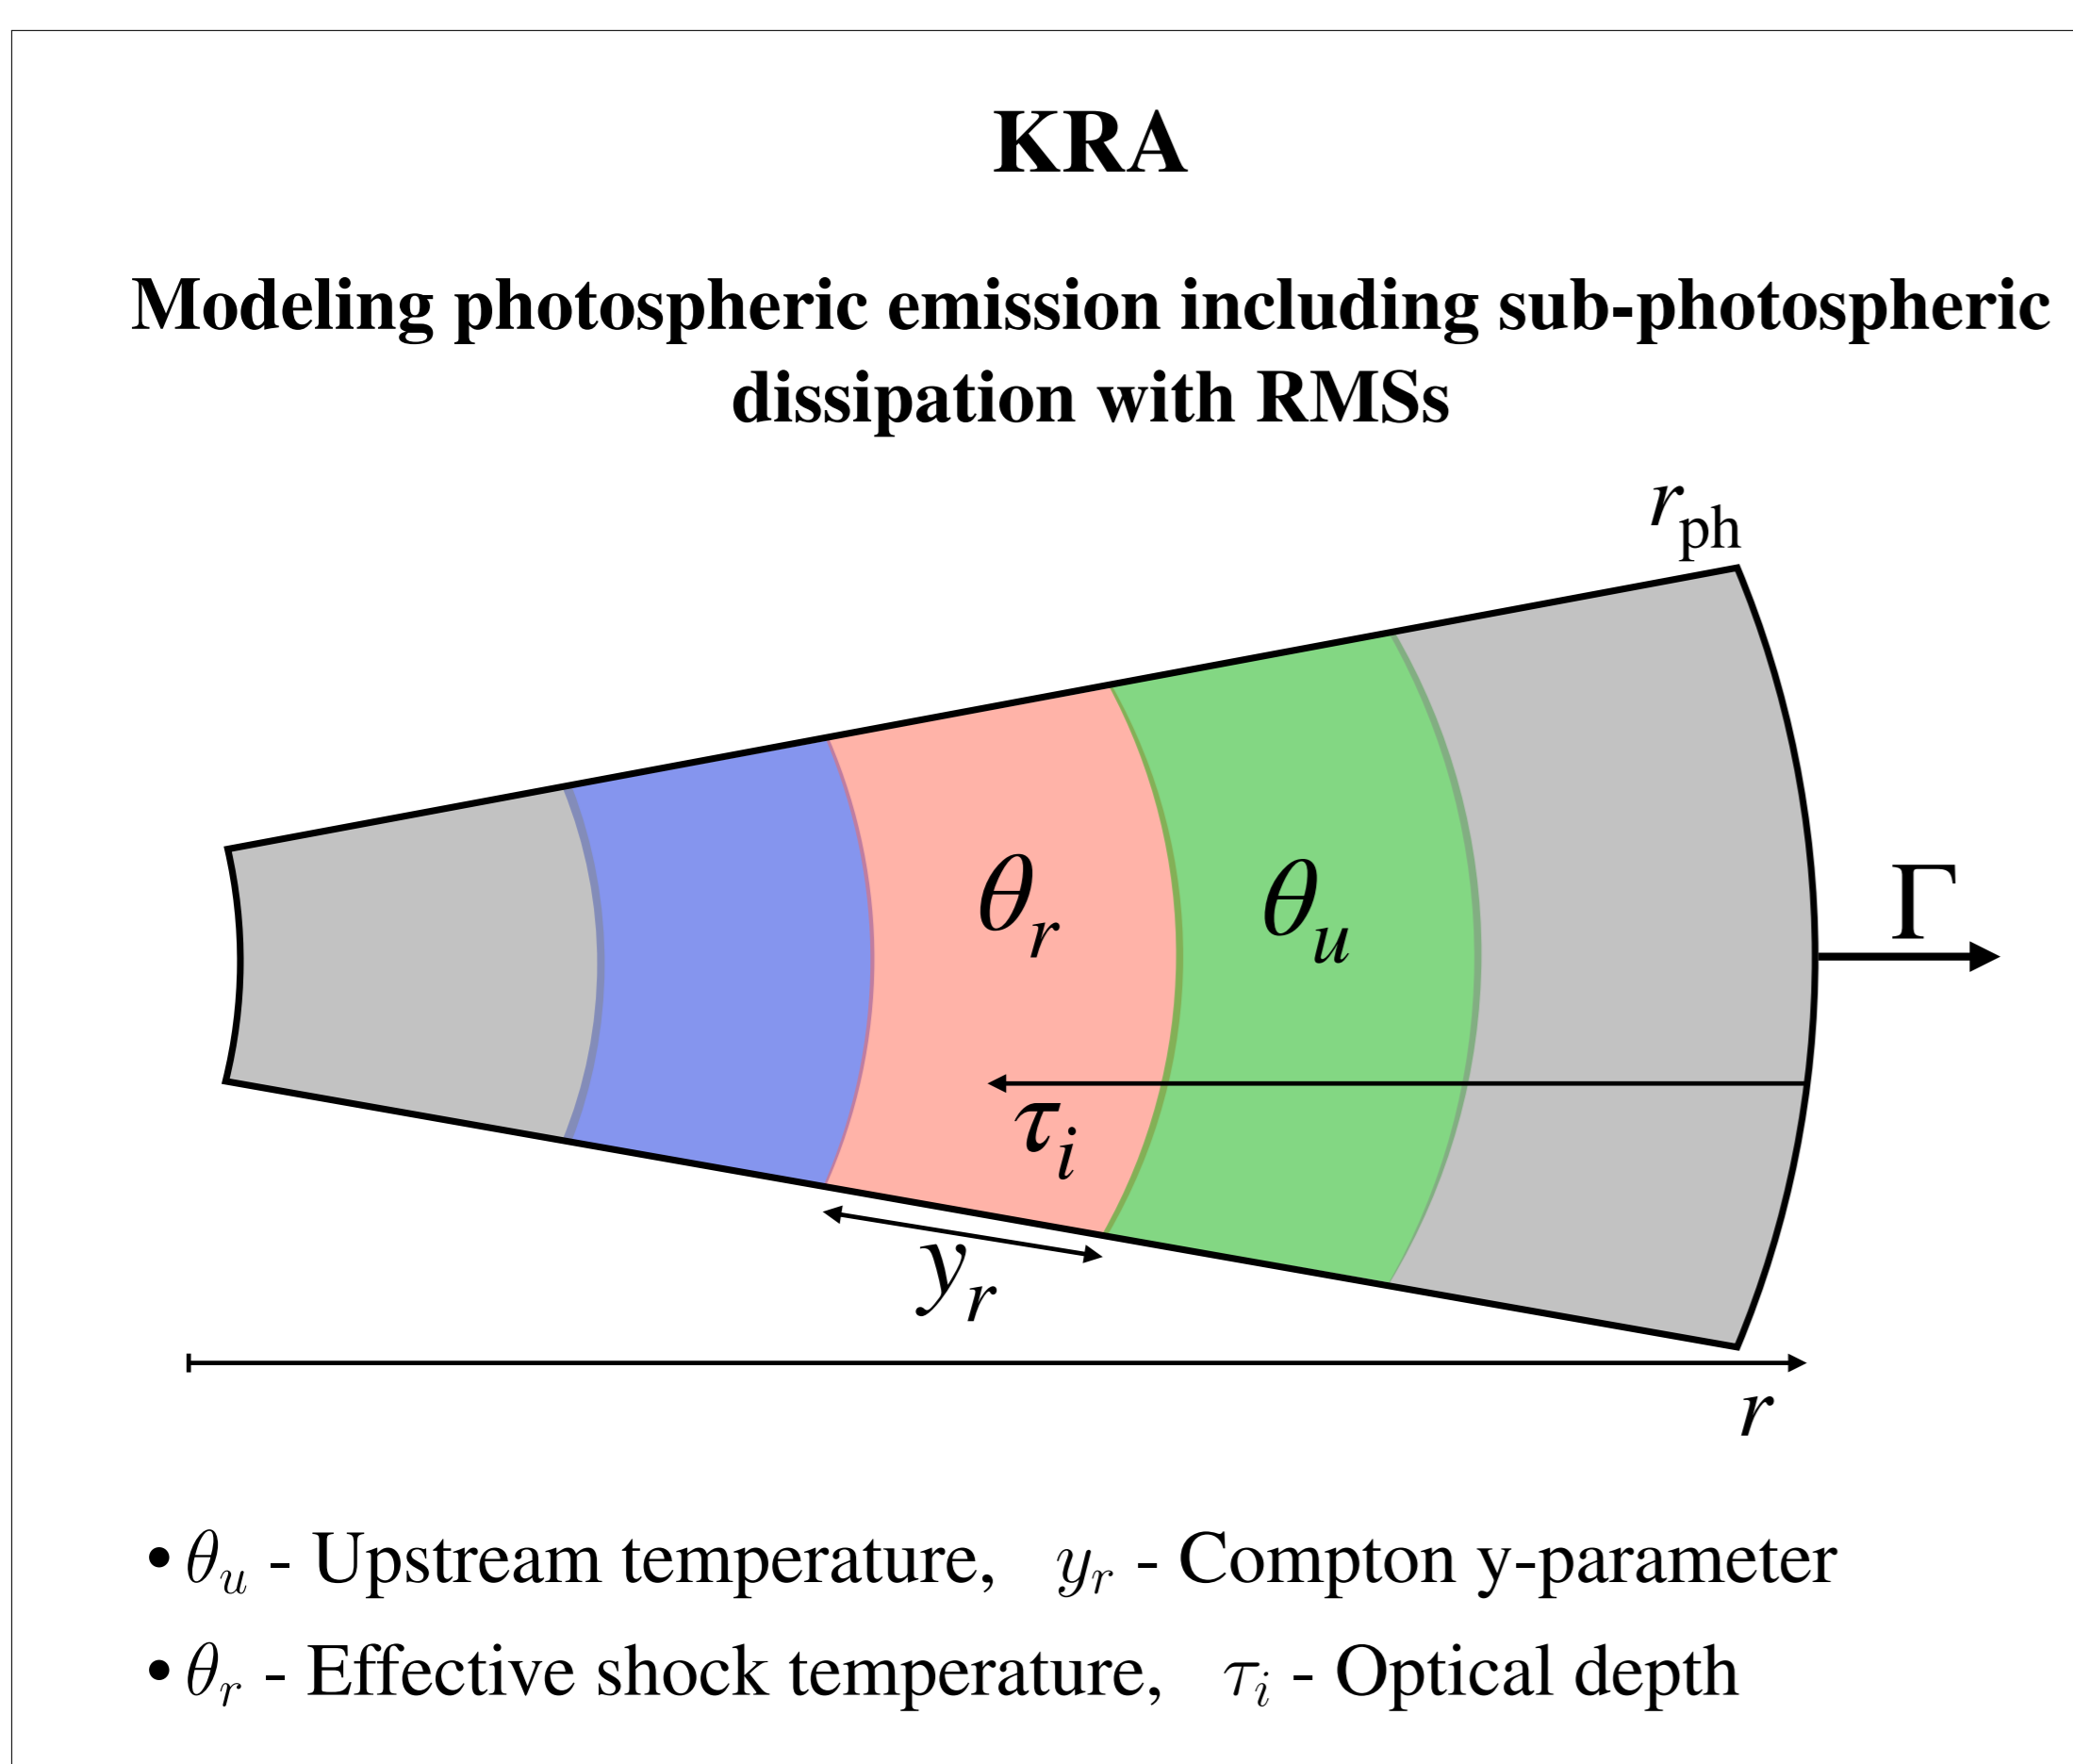 KRA
Modeling photospheric emission including sub-photospheric
dissipation with RMSs
r_ph
θ_r
θ_u
Γ
τ_i
y_r
r
• θ_u - Upstream temperature, y_r - Compton y-parameter
• θ_r - Effective shock temperature, τ_i - Optical depth